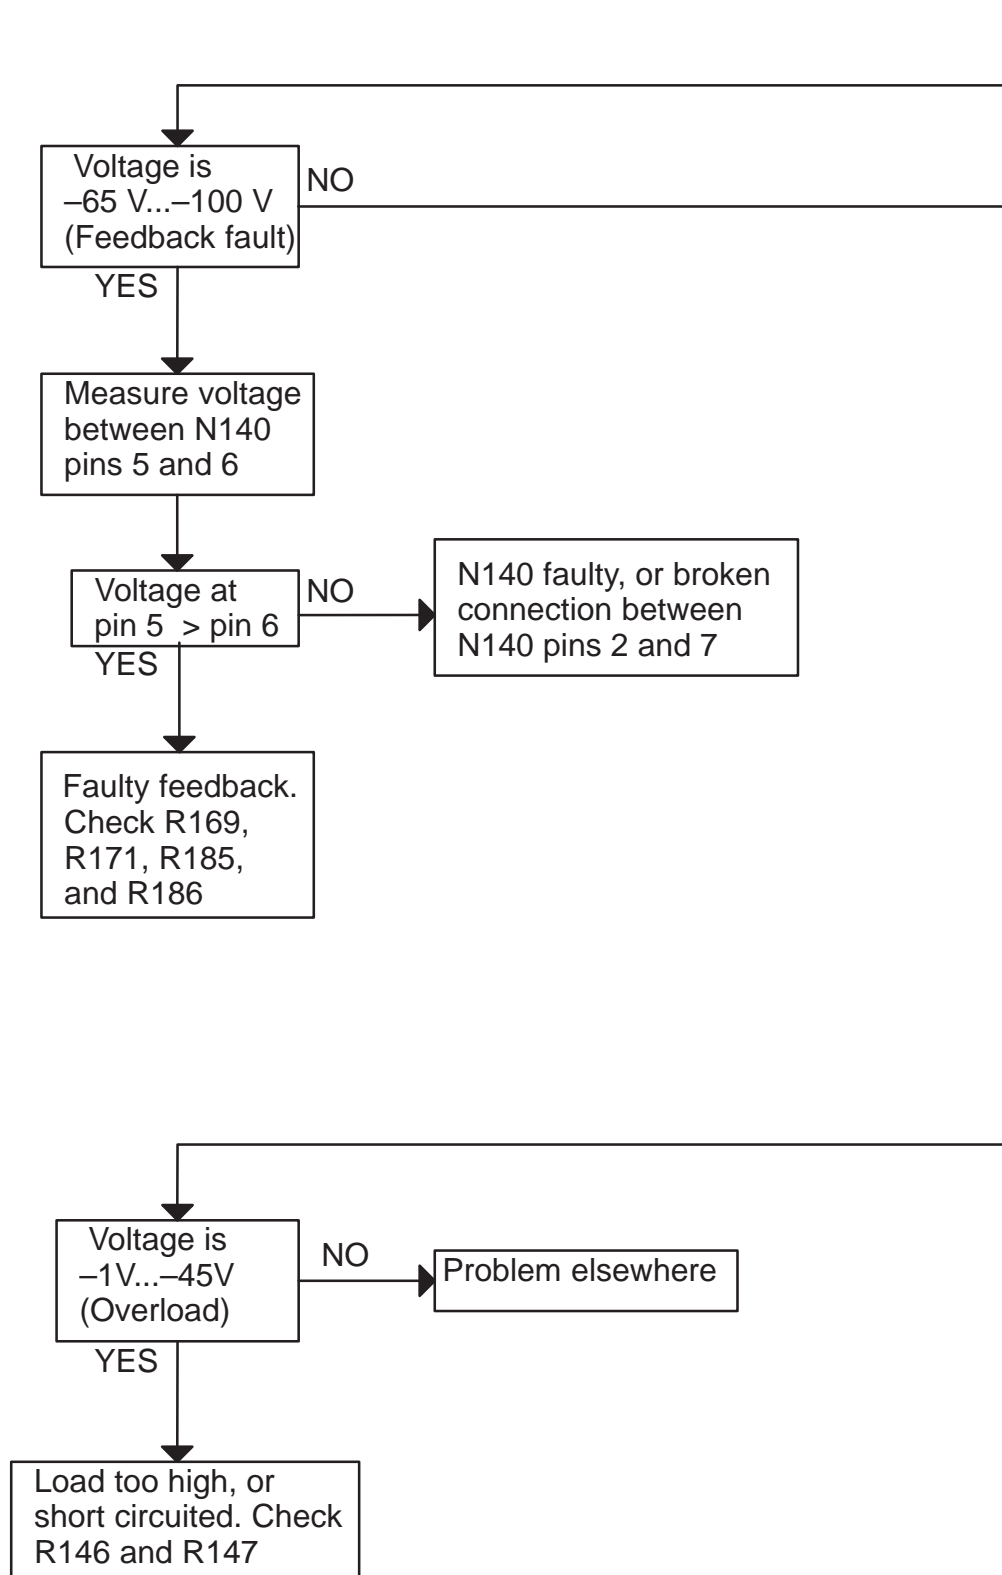 Voltage is
–65 V...–100 V
(Feedback fault)
NO
YES
Measure voltage
between N140
pins 5 and 6
Voltage at
pin 5 > pin 6
NO
YES
N140 faulty, or broken
connection between
N140 pins 2 and 7
Faulty feedback.
Check R169,
R171, R185,
and R186
Voltage is
–1V...–45V
(Overload)
NO
Problem elsewhere
YES
Load too high, or
short circuited. Check
R146 and R147